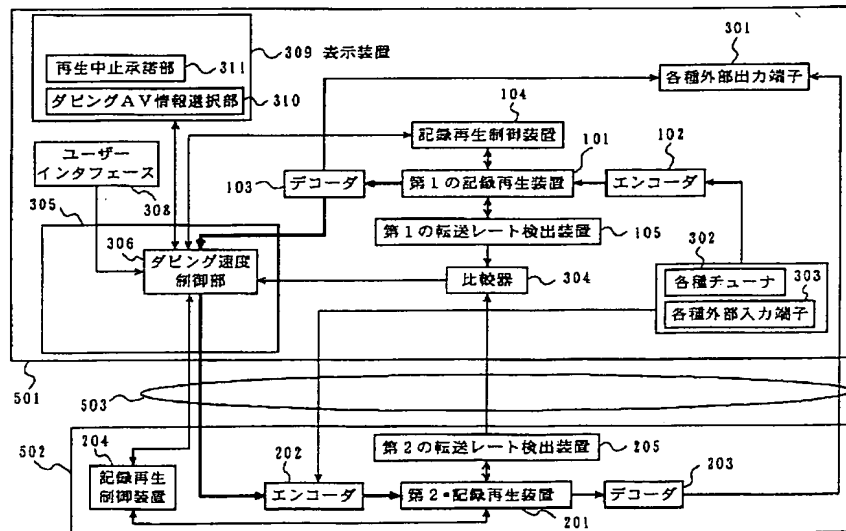 309 表示装置
301
再生中止承諾部
311
各種外部出力端子
ダビングAV情報選択部
310
104
記録再生制御装置
ユーザー
インタフェース
308
101
102
103
デコーダ
第1の記録再生装置
エンコーダ
305
306
第1の転送レート検出装置
105
ダビング速度
制御部
比較器
304
302
各種チューナ
303
各種外部入力端子
501
503
502
204
第2の転送レート検出装置
205
202
203
記録再生
制御装置
エンコーダ
第2の記録再生装置
デコーダ
201